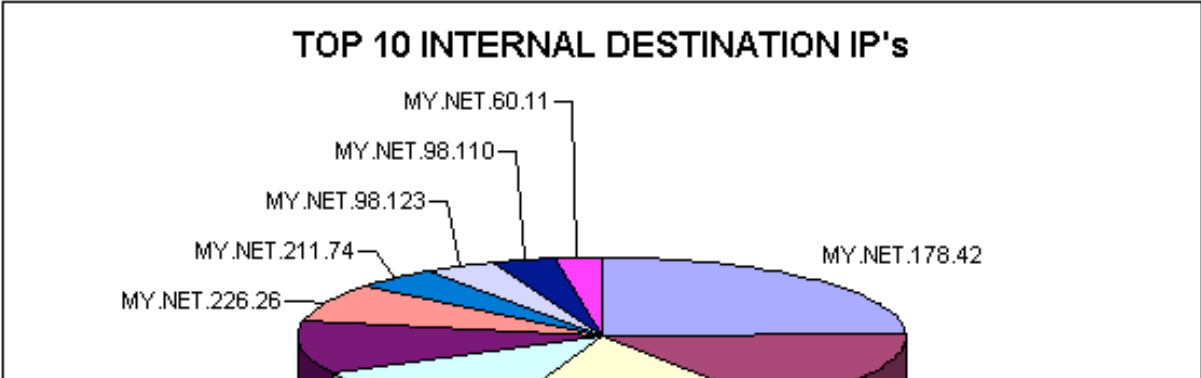 TOP 10 INTERNAL DESTINATION IP's
MY.NET.60.11
MY.NET.98.110
MY.NET.98.123
MY.NET.211.74
MY.NET.178.42
MY.NET.226.26